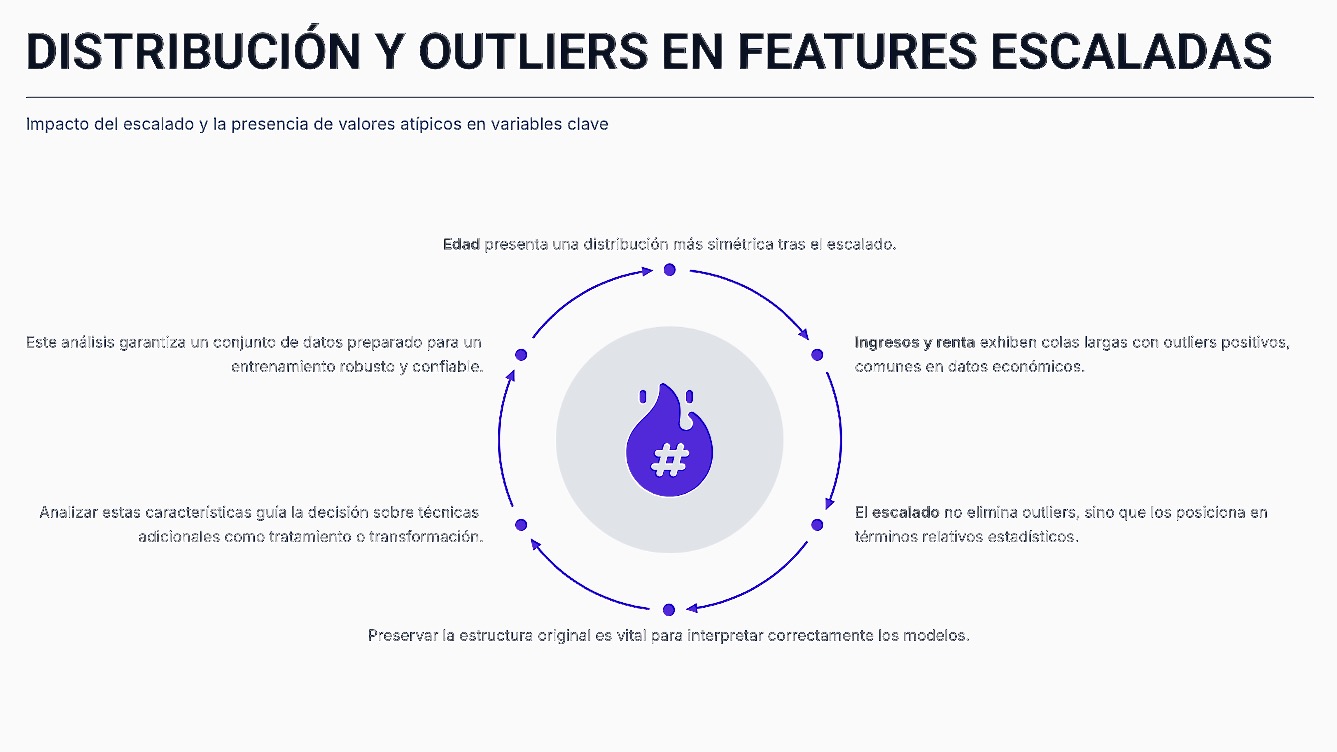 DISTRIBUCIÓN Y OUTLIERS EN FEATURES ESCALADAS
Impacto del escalado y la presencia de valores atípicos en variables clave
Edad presenta una distribución más simétrica tras el escalado.
Ingresos y renta exhiben colas largas con outliers positivos,
comunes en datos económicos.
El escalado no elimina outliers, sino que los posiciona en
términos relativos estadísticos.
Preservar la estructura original es vital para interpretar correctamente los modelos.
Analizar estas características guía la decisión sobre técnicas
adicionales como tratamiento o transformación.
Este análisis garantiza un conjunto de datos preparado para un
entrenamiento robusto y confiable.
#